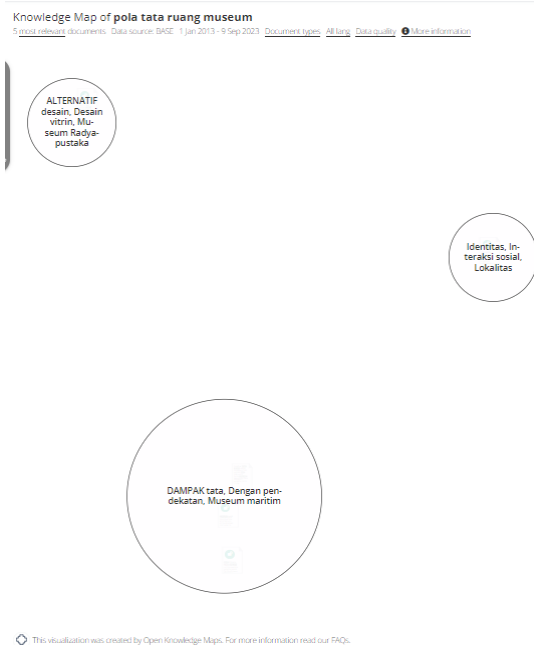 Knowledge Map of pola tata ruang museum
5 most relevant documents Data source: BASE 1 Jan 2013 - 9 Sep 2023 Document types All lang Data quality More information
ALTERNATIF
desain, Desain
vitrin, Mu-
seum Radya-
pustaka
Identitas, In-
teraksi sosial,
Lokalitas
DAMPAK tata, Dengan pen-
dekatan, Museum maritim
This visualization was created by Open Knowledge Maps. For more information read our FAQs.